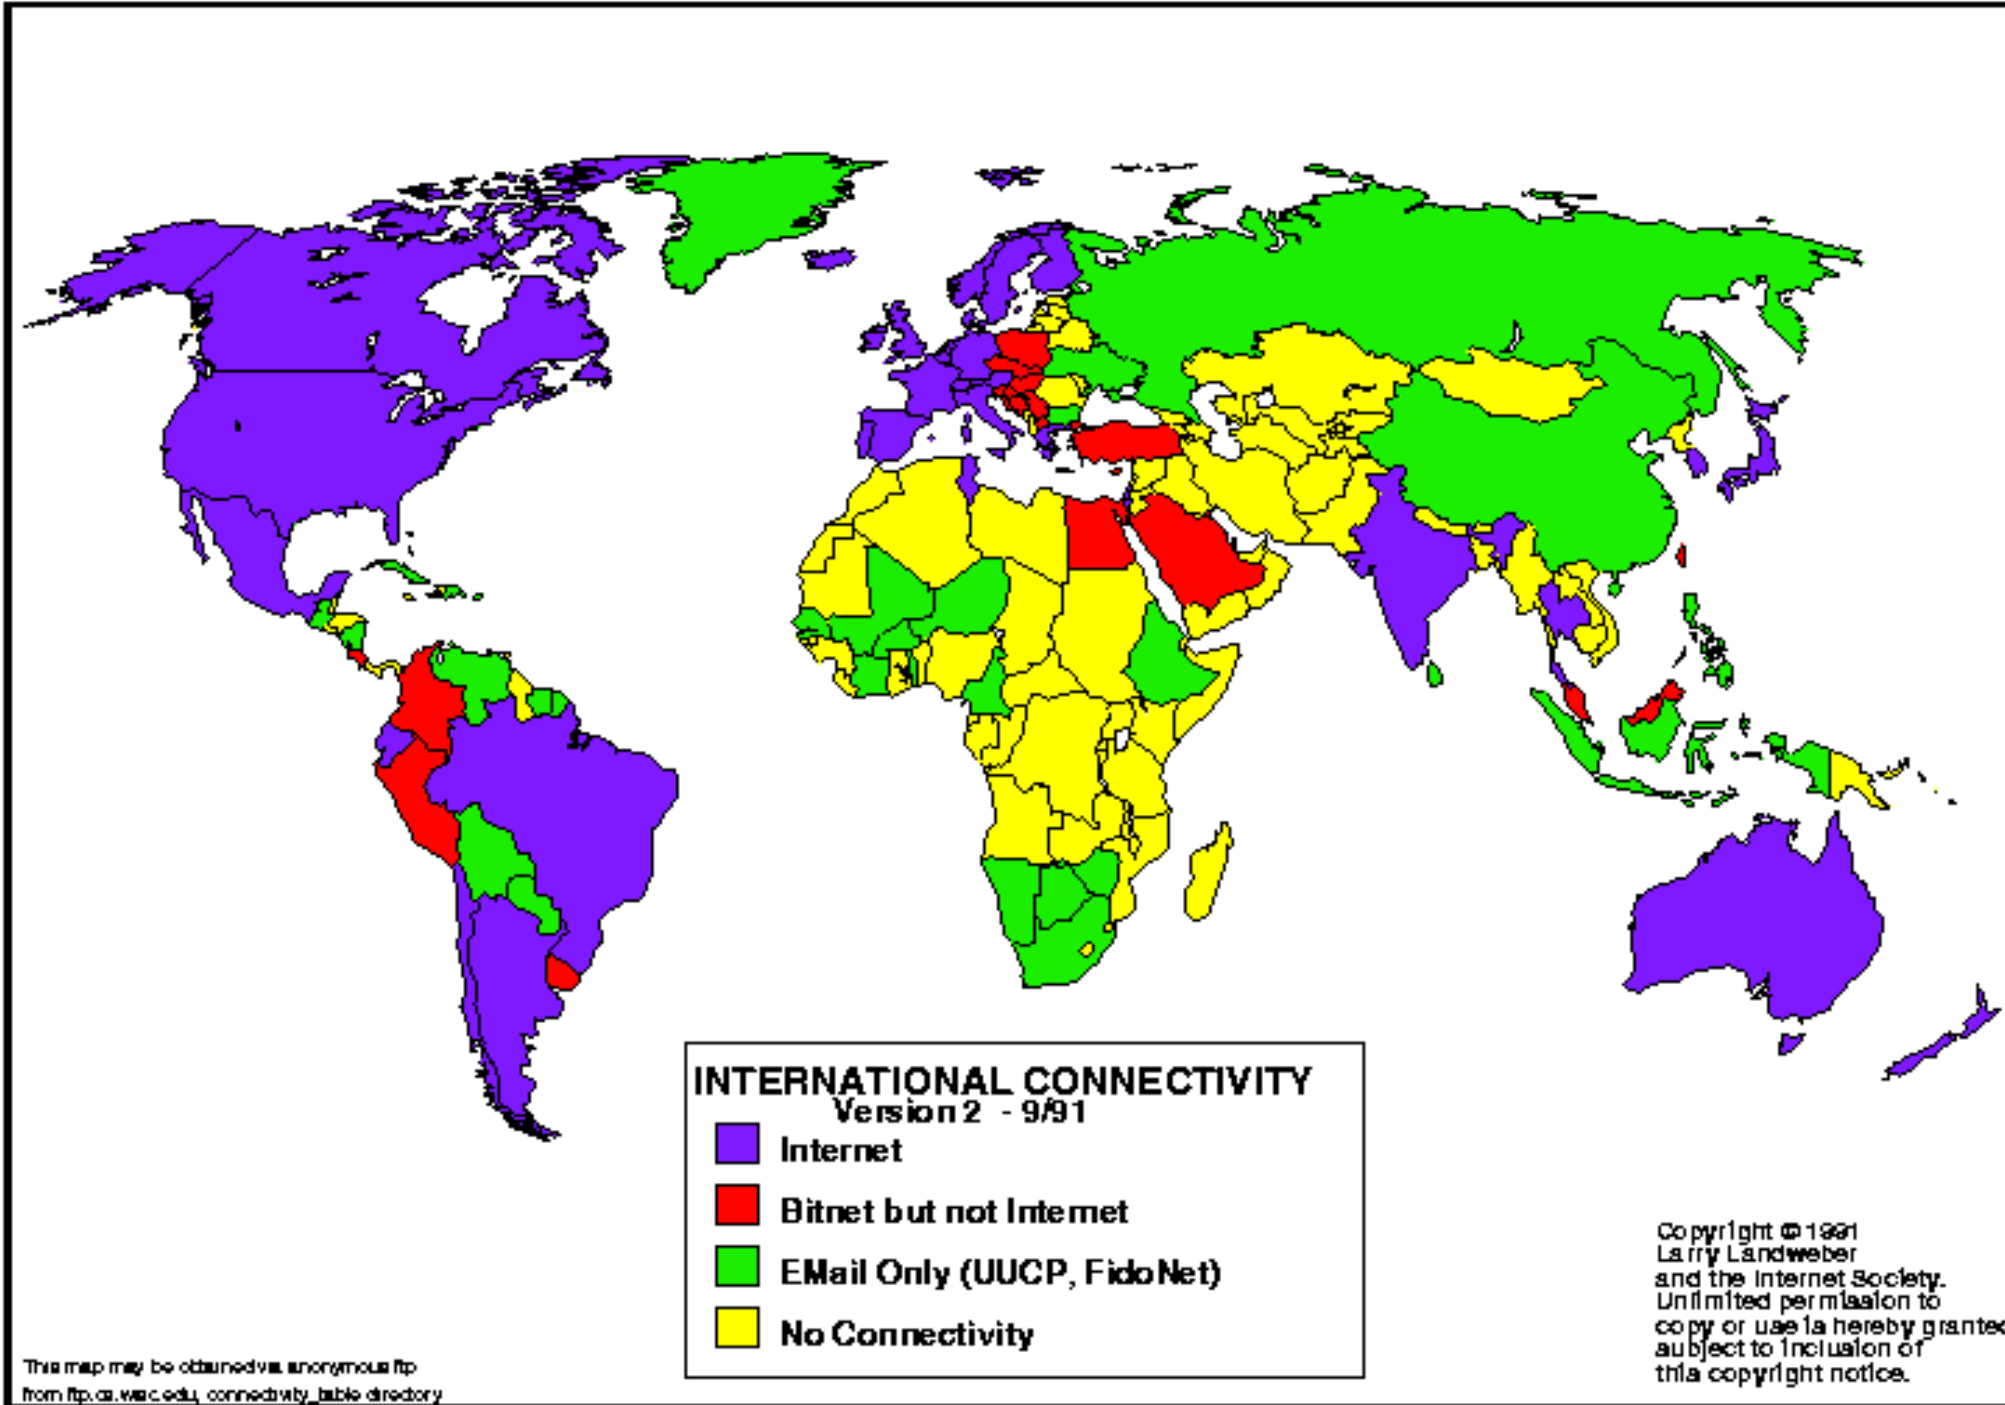 INTERNATIONAL CONNECTIVITY
Version 2 - 9/91
Internet
Bitnet but not Internet
EMail Only (UUCP, FidoNet)
No Connectivity
Copyright © 1991
Larry Landweber
and the Internet Society.
Unlimited permission to
copy or use is hereby granted
subject to inclusion of
this copyright notice.
This map may be obtained via anonymous ftp
from ftp.cs.wisc.edu, connectivity_table directory